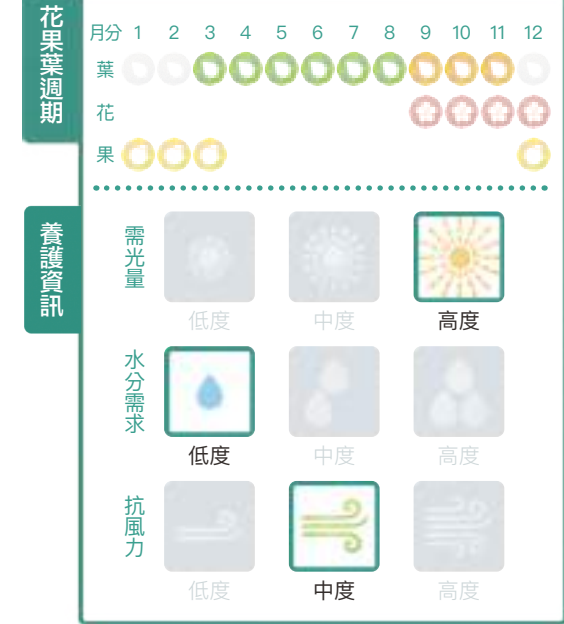 花果葉週期
月分 1 2 3 4 5 6 7 8 9 10 11 12
葉
花
果
養護資訊
需光量
低度 中度 高度
水分需求
低度 中度 高度
抗風力
低度 中度 高度